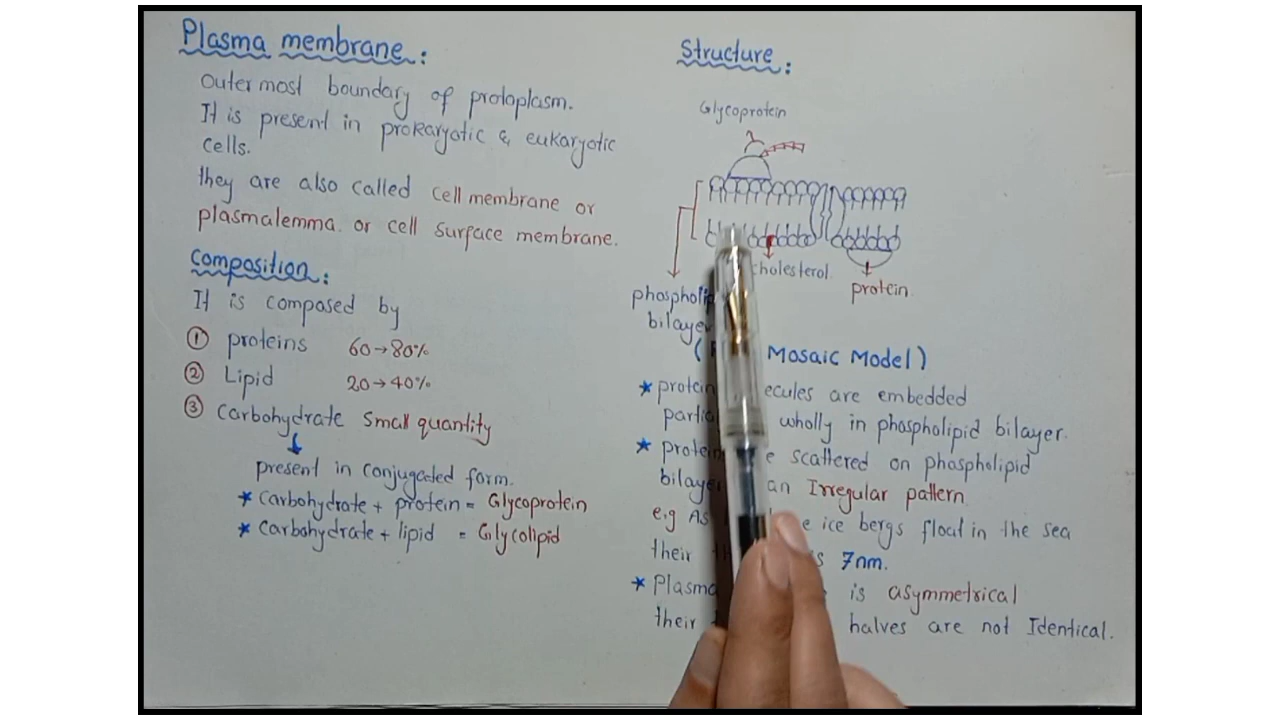 Plasma membrane:
Outermost boundary of protoplasm.
It is present in prokaryotic & eukaryotic
cells.
they are also called cell membrane or
plasmalemma or cell surface membrane.
Composition:
It is composed by
① proteins 60→80%
② Lipid 20→40%
③ Carbohydrate Small quantity
present in conjugated form.
* Carbohydrate + protein = Glycoprotein
* Carbohydrate + lipid = Glycolipid
Structure:
Glycoprotein
cholesterol
protein
bilayer
Mosaic Model)
* protein are embedded
wholly in phospholipid bilayer.
* protein scattered on phospholipid
an Irregular pattern
e.g As ice bergs float in the sea
their 7nm.
* Plasma is asymmetrical
their halves are not Identical.